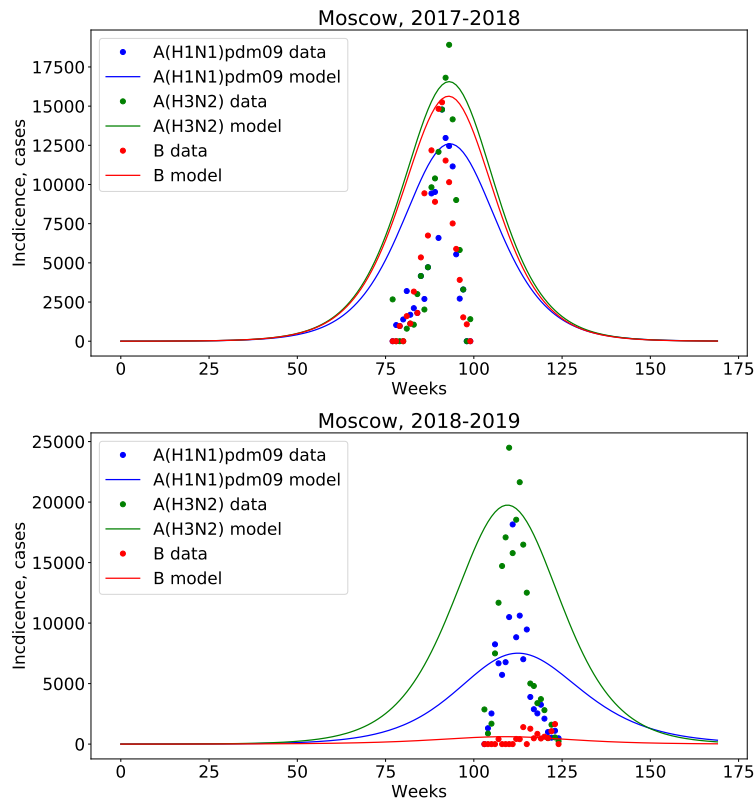 Moscow, 2017-2018
Incdicence, cases
17500
15000
12500
10000
7500
5000
2500
0
A(H1N1)pdm09 data
A(H1N1)pdm09 model
A(H3N2) data
A(H3N2) model
B data
B model
0 25 50 75 100 125 150 175
Weeks
Moscow, 2018-2019
Incdicence, cases
25000
20000
15000
10000
5000
0
A(H1N1)pdm09 data
A(H1N1)pdm09 model
A(H3N2) data
A(H3N2) model
B data
B model
0 25 50 75 100 125 150 175
Weeks